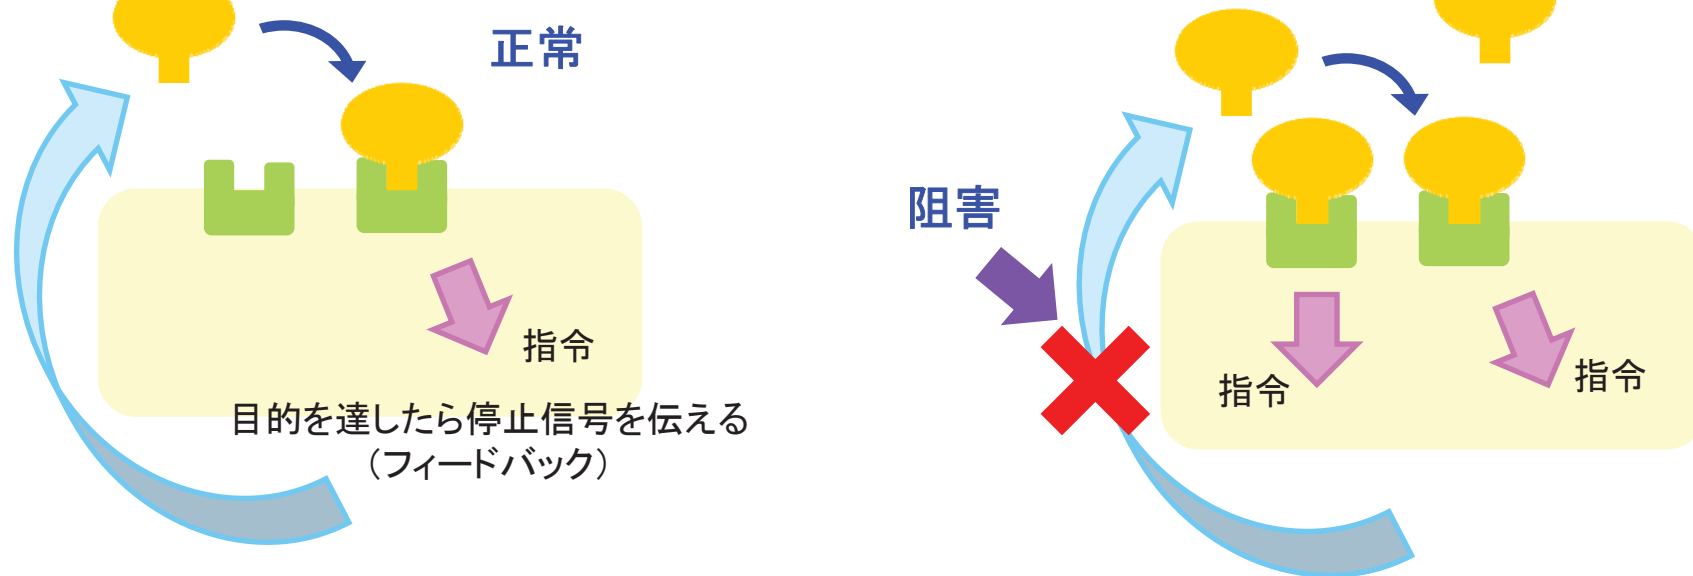 正常
指令
目的を達したら停止信号を伝える
（フィードバック）
阻害
指令
指令